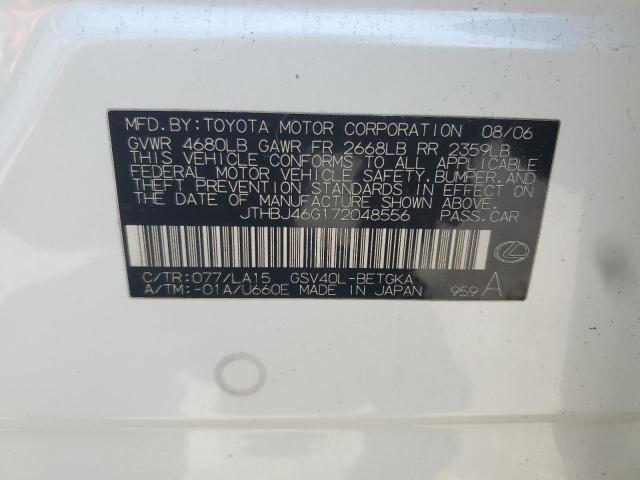 MFD.BY:TOYOTA MOTOR CORPORATION 08/06
GVWR 4680LB GAWR FR 2668LB RR 2359LB
THIS VEHICLE CONFORMS TO ALL APPLICABLE
FEDERAL MOTOR VEHICLE SAFETY,BUMPER,AND
THEFT PREVENTION STANDARDS IN EFFECT ON
THE DATE OF MANUFACTURE SHOWN ABOVE.
JTHBJ46G172048556 PASS.CAR
C/TR:077/LA15 GSV40L-BETGKA
A/TM:-01A/U660E MADE IN JAPAN 959 A